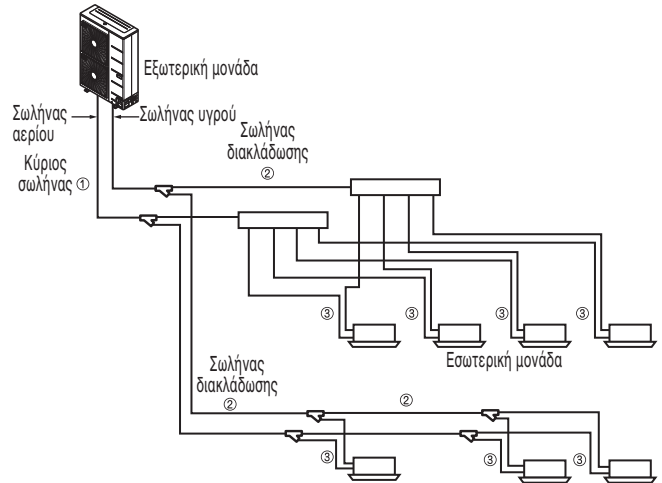 Εξωτερική μονάδα
Σωλήνας
αερίου
Σωλήνας υγρού
Σωλήνας
διακλάδωσης
②
Κύριος
σωλήνας ①
③
③
③
③
Εσωτερική μονάδα
Σωλήνας
διακλάδωσης
②
②
③
③
③